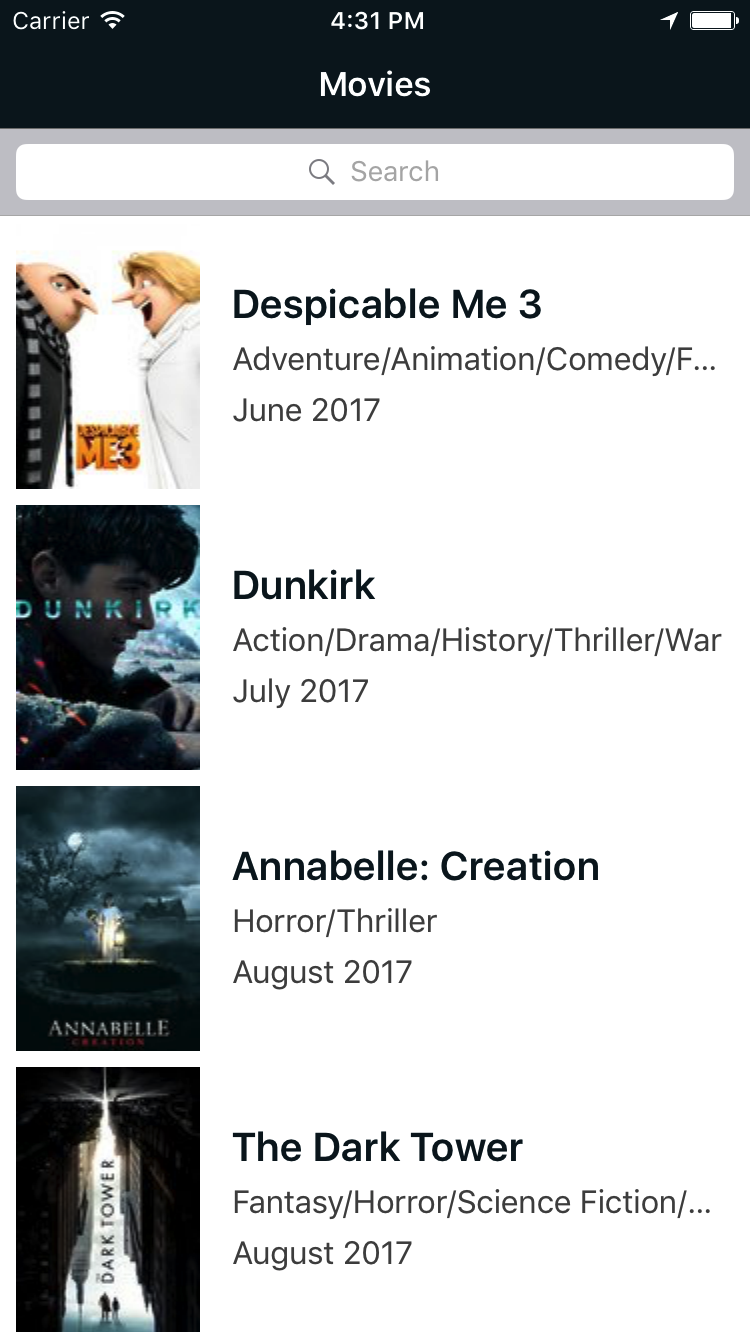 Carrier 4:31 PM
Movies
Search
DESPICABLE
ME3
Despicable Me 3
Adventure/Animation/Comedy/F...
June 2017
DUNKIRK
Dunkirk
Action/Drama/History/Thriller/War
July 2017
ANNABELLE
CREATION
Annabelle: Creation
Horror/Thriller
August 2017
THE DARK TOWER
The Dark Tower
Fantasy/Horror/Science Fiction/...
August 2017